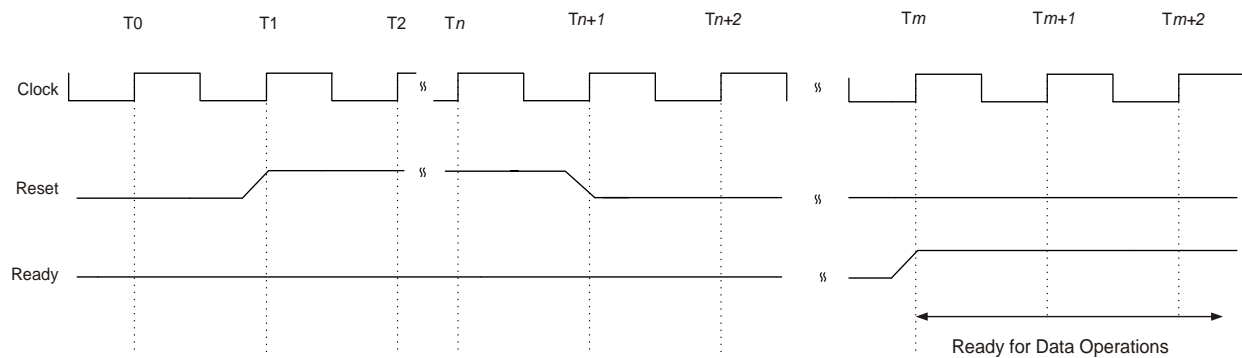 T0 T1 T2 Tn Tn+1 Tn+2 Tm Tm+1 Tm+2
Clock
Reset
Ready
Ready for Data Operations